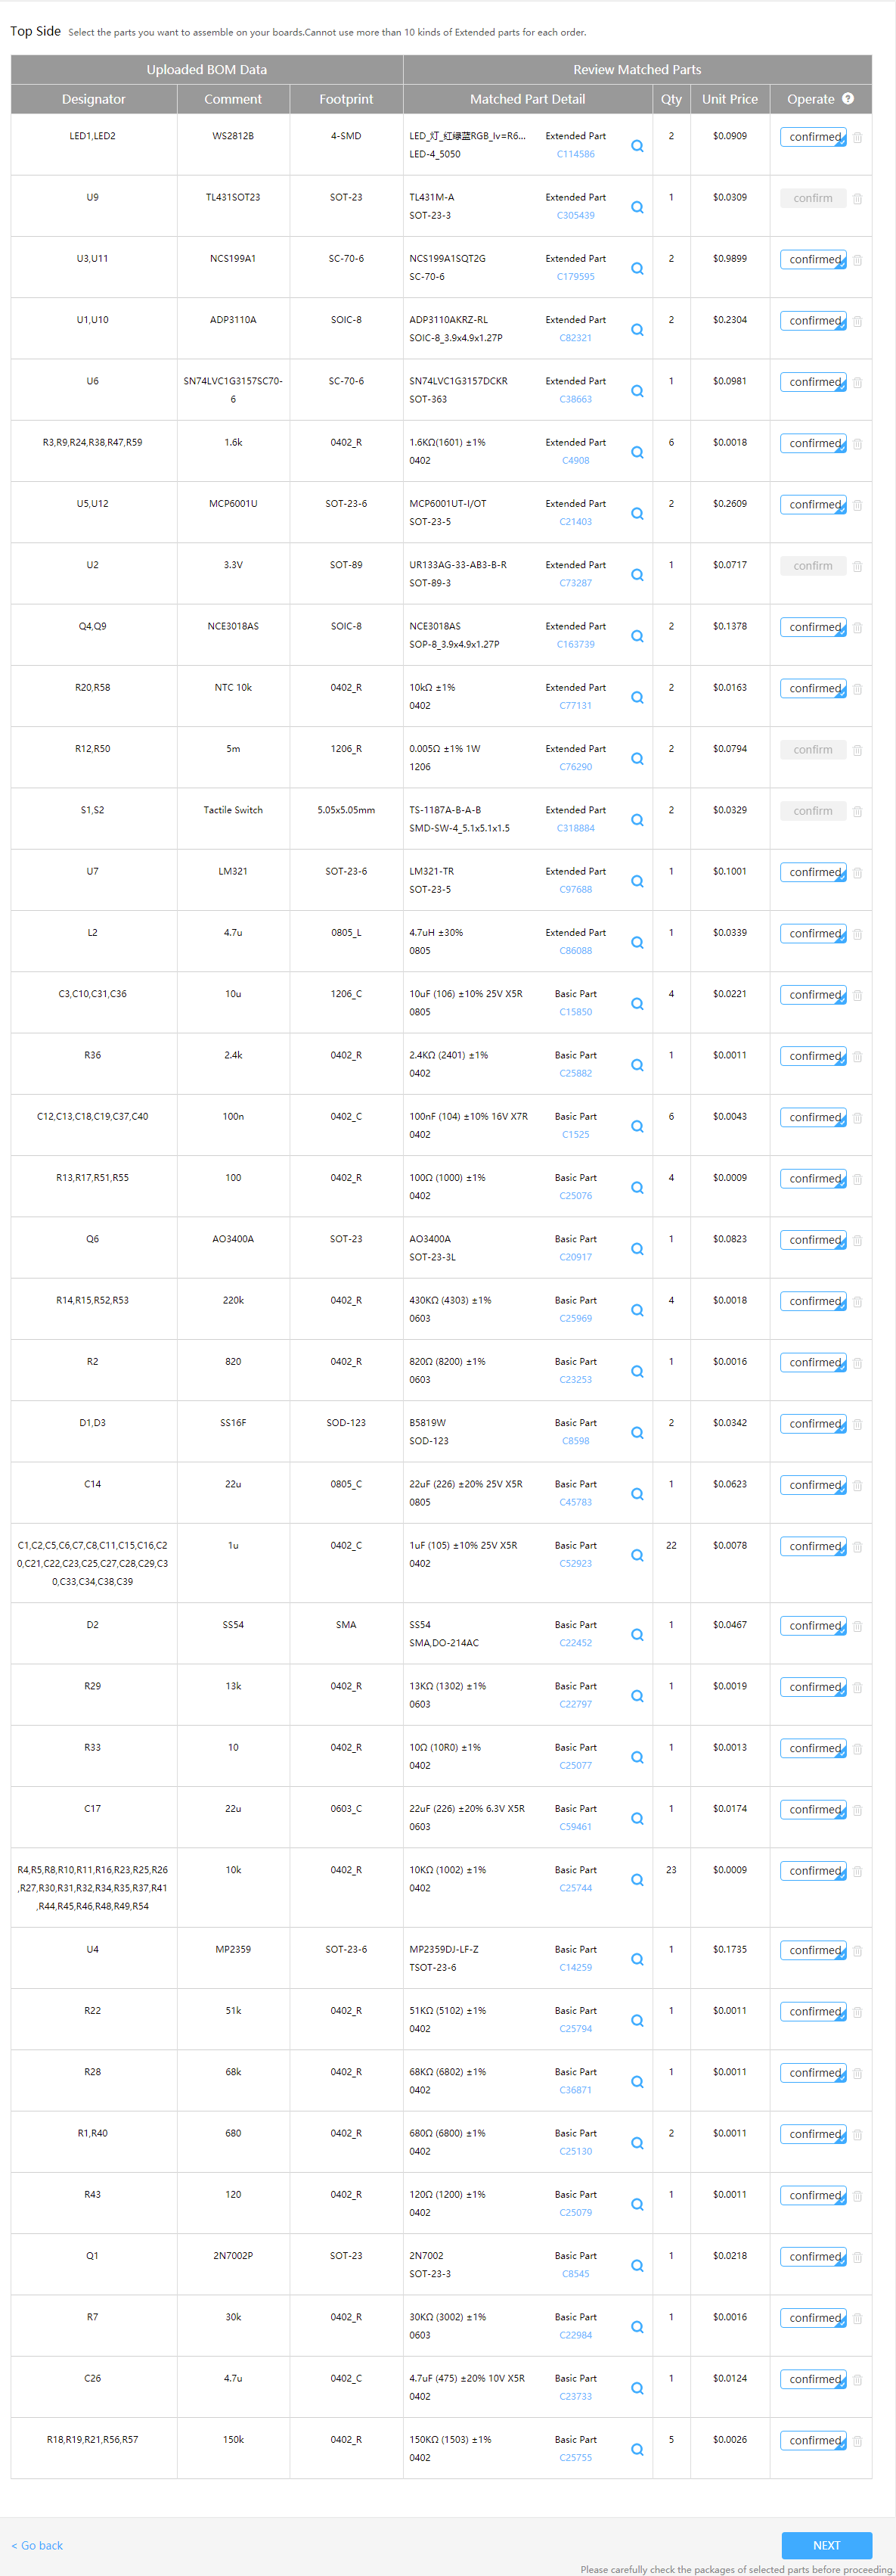 Top Side Select the parts you want to assemble on your boards.Cannot use more than 10 kinds of Extended parts for each order.
Uploaded BOM Data Review Matched Parts
Designator Comment Footprint Matched Part Detail Qty Unit Price Operate ?
LED1,LED2 WS2812B 4-SMD LED_灯_红绿蓝RGB_Iv=R6... Extended Part 2 $0.0909 confirmed
LED-4_5050 C114586
U9 TL431SOT23 SOT-23 TL431M-A Extended Part 1 $0.0309 confirm
SOT-23-3 C305439
U3,U11 NCS199A1 SC-70-6 NCS199A1SQT2G Extended Part 2 $0.9899 confirmed
SC-70-6 C179595
U1,U10 ADP3110A SOIC-8 ADP3110AKRZ-RL Extended Part 2 $0.2304 confirmed
SOIC-8_3.9x4.9x1.27P C82321
U6 SN74LVC1G3157SC70- SC-70-6 SN74LVC1G3157DCKR Extended Part 1 $0.0981 confirmed
6 SOT-363 C38663
R3,R9,R24,R38,R47,R59 1.6k 0402_R 1.6KΩ(1601) ±1% Extended Part 6 $0.0018 confirmed
0402 C4908
U5,U12 MCP6001U SOT-23-6 MCP6001UT-I/OT Extended Part 2 $0.2609 confirmed
SOT-23-5 C21403
U2 3.3V SOT-89 UR133AG-33-AB3-B-R Extended Part 1 $0.0717 confirm
SOT-89-3 C73287
Q4,Q9 NCE3018AS SOIC-8 NCE3018AS Extended Part 2 $0.1378 confirmed
SOP-8_3.9x4.9x1.27P C163739
R20,R58 NTC 10k 0402_R 10kΩ ±1% Extended Part 2 $0.0163 confirmed
0402 C77131
R12,R50 5m 1206_R 0.005Ω ±1% 1W Extended Part 2 $0.0794 confirm
1206 C76290
S1,S2 Tactile Switch 5.05x5.05mm TS-1187A-B-A-B Extended Part 2 $0.0329 confirm
SMD-SW-4_5.1x5.1x1.5 C318884
U7 LM321 SOT-23-6 LM321-TR Extended Part 1 $0.1001 confirmed
SOT-23-5 C97688
L2 4.7u 0805_L 4.7uH ±30% Extended Part 1 $0.0339 confirmed
0805 C86088
C3,C10,C31,C36 10u 1206_C 10uF (106) ±10% 25V X5R Basic Part 4 $0.0221 confirmed
0805 C15850
R36 2.4k 0402_R 2.4KΩ (2401) ±1% Basic Part 1 $0.0011 confirmed
0402 C25882
C12,C13,C18,C19,C37,C40 100n 0402_C 100nF (104) ±10% 16V X7R Basic Part 6 $0.0043 confirmed
0402 C1525
R13,R17,R51,R55 100 0402_R 100Ω (1000) ±1% Basic Part 4 $0.0009 confirmed
0402 C25076
Q6 AO3400A SOT-23 AO3400A Basic Part 1 $0.0823 confirmed
SOT-23-3L C20917
R14,R15,R52,R53 220k 0402_R 430KΩ (4303) ±1% Basic Part 4 $0.0018 confirmed
0603 C25969
R2 820 0402_R 820Ω (8200) ±1% Basic Part 1 $0.0016 confirmed
0603 C23253
D1,D3 SS16F SOD-123 B5819W Basic Part 2 $0.0342 confirmed
SOD-123 C8598
C14 22u 0805_C 22uF (226) ±20% 25V X5R Basic Part 1 $0.0623 confirmed
0805 C45783
C1,C2,C5,C6,C7,C8,C11,C15,C16,C2 1u 0402_C 1uF (105) ±10% 25V X5R Basic Part 22 $0.0078 confirmed
0,C21,C22,C23,C25,C27,C28,C29,C3 0402 C52923
0,C33,C34,C38,C39
D2 SS54 SMA SS54 Basic Part 1 $0.0467 confirmed
SMA,DO-214AC C22452
R29 13k 0402_R 13KΩ (1302) ±1% Basic Part 1 $0.0019 confirmed
0603 C22797
R33 10 0402_R 10Ω (10R0) ±1% Basic Part 1 $0.0013 confirmed
0402 C25077
C17 22u 0603_C 22uF (226) ±20% 6.3V X5R Basic Part 1 $0.0174 confirmed
0603 C59461
R4,R5,R8,R10,R11,R16,R23,R25,R26 10k 0402_R 10KΩ (1002) ±1% Basic Part 23 $0.0009 confirmed
,R27,R30,R31,R32,R34,R35,R37,R41 0402 C25744
,R44,R45,R46,R48,R49,R54
U4 MP2359 SOT-23-6 MP2359DJ-LF-Z Basic Part 1 $0.1735 confirmed
TSOT-23-6 C14259
R22 51k 0402_R 51KΩ (5102) ±1% Basic Part 1 $0.0011 confirmed
0402 C25794
R28 68k 0402_R 68KΩ (6802) ±1% Basic Part 1 $0.0011 confirmed
0402 C36871
R1,R40 680 0402_R 680Ω (6800) ±1% Basic Part 2 $0.0011 confirmed
0402 C25130
R43 120 0402_R 120Ω (1200) ±1% Basic Part 1 $0.0011 confirmed
0402 C25079
Q1 2N7002P SOT-23 2N7002 Basic Part 1 $0.0218 confirmed
SOT-23-3 C8545
R7 30k 0402_R 30KΩ (3002) ±1% Basic Part 1 $0.0016 confirmed
0603 C22984
C26 4.7u 0402_C 4.7uF (475) ±20% 10V X5R Basic Part 1 $0.0124 confirmed
0402 C23733
R18,R19,R21,R56,R57 150k 0402_R 150KΩ (1503) ±1% Basic Part 5 $0.0026 confirmed
0402 C25755
< Go back NEXT
Please carefully check the packages of selected parts before proceeding.